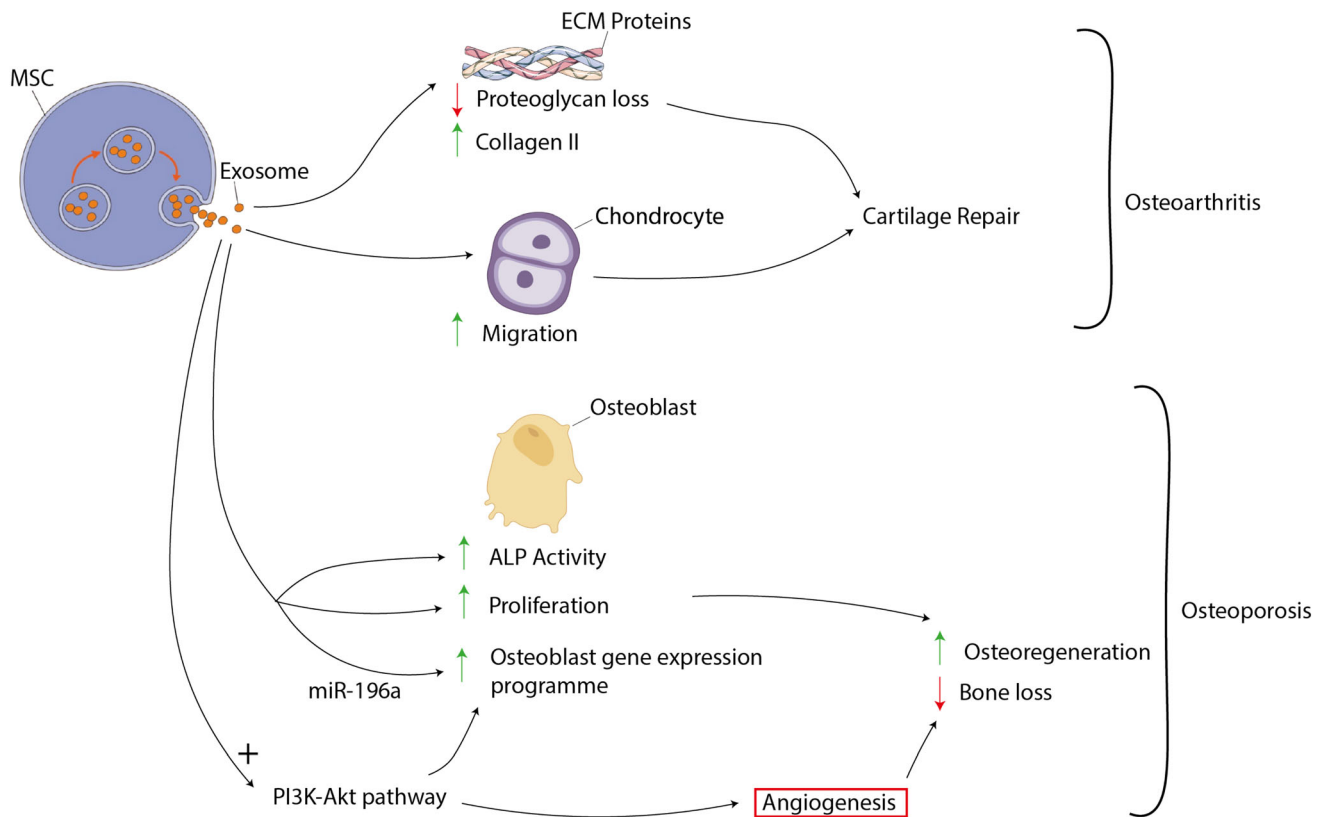 ECM Proteins
MSC
Proteoglycan loss
Collagen II
Exosome
Chondrocyte
Cartilage Repair
Osteoarthritis
Migration
Osteoblast
ALP Activity
Proliferation
Osteoblast gene expression
programme
miR-196a
Osteoregeneration
Bone loss
Osteoporosis
+
PI3K-Akt pathway
Angiogenesis